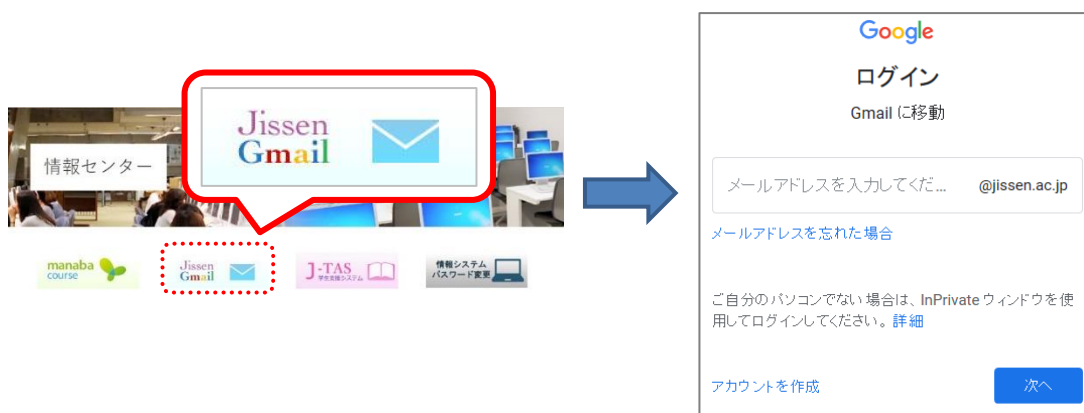 Jissen
Gmail
情報センター
manaba
course
Jissen
Gmail
J-TAS
学生支援システム
情報システム
パスワード変更
Google
ログイン
Gmail に移動
メールアドレスを入力してくだ...
@jissen.ac.jp
メールアドレスを忘れた場合
ご自分のパソコンでない場合は、InPrivate ウィンドウを使
用してログインしてください。詳細
アカウントを作成
次へ